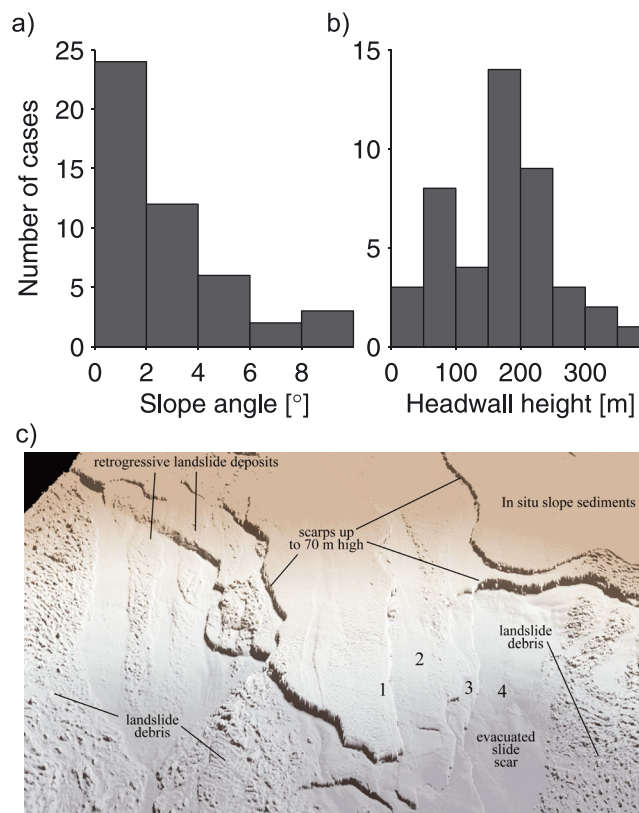 a)
25
20
15
10
5
0
Number of cases
0 2 4 6 8
Slope angle [°]
b)
15
10
5
0
0 100 200 300
Headwall height [m]
c)
retrogressive landslide deposits
In situ slope sediments
scarps up
to 70 m high
landslide
debris
1
2
3
4
landslide
debris
evacuated
slide
scar